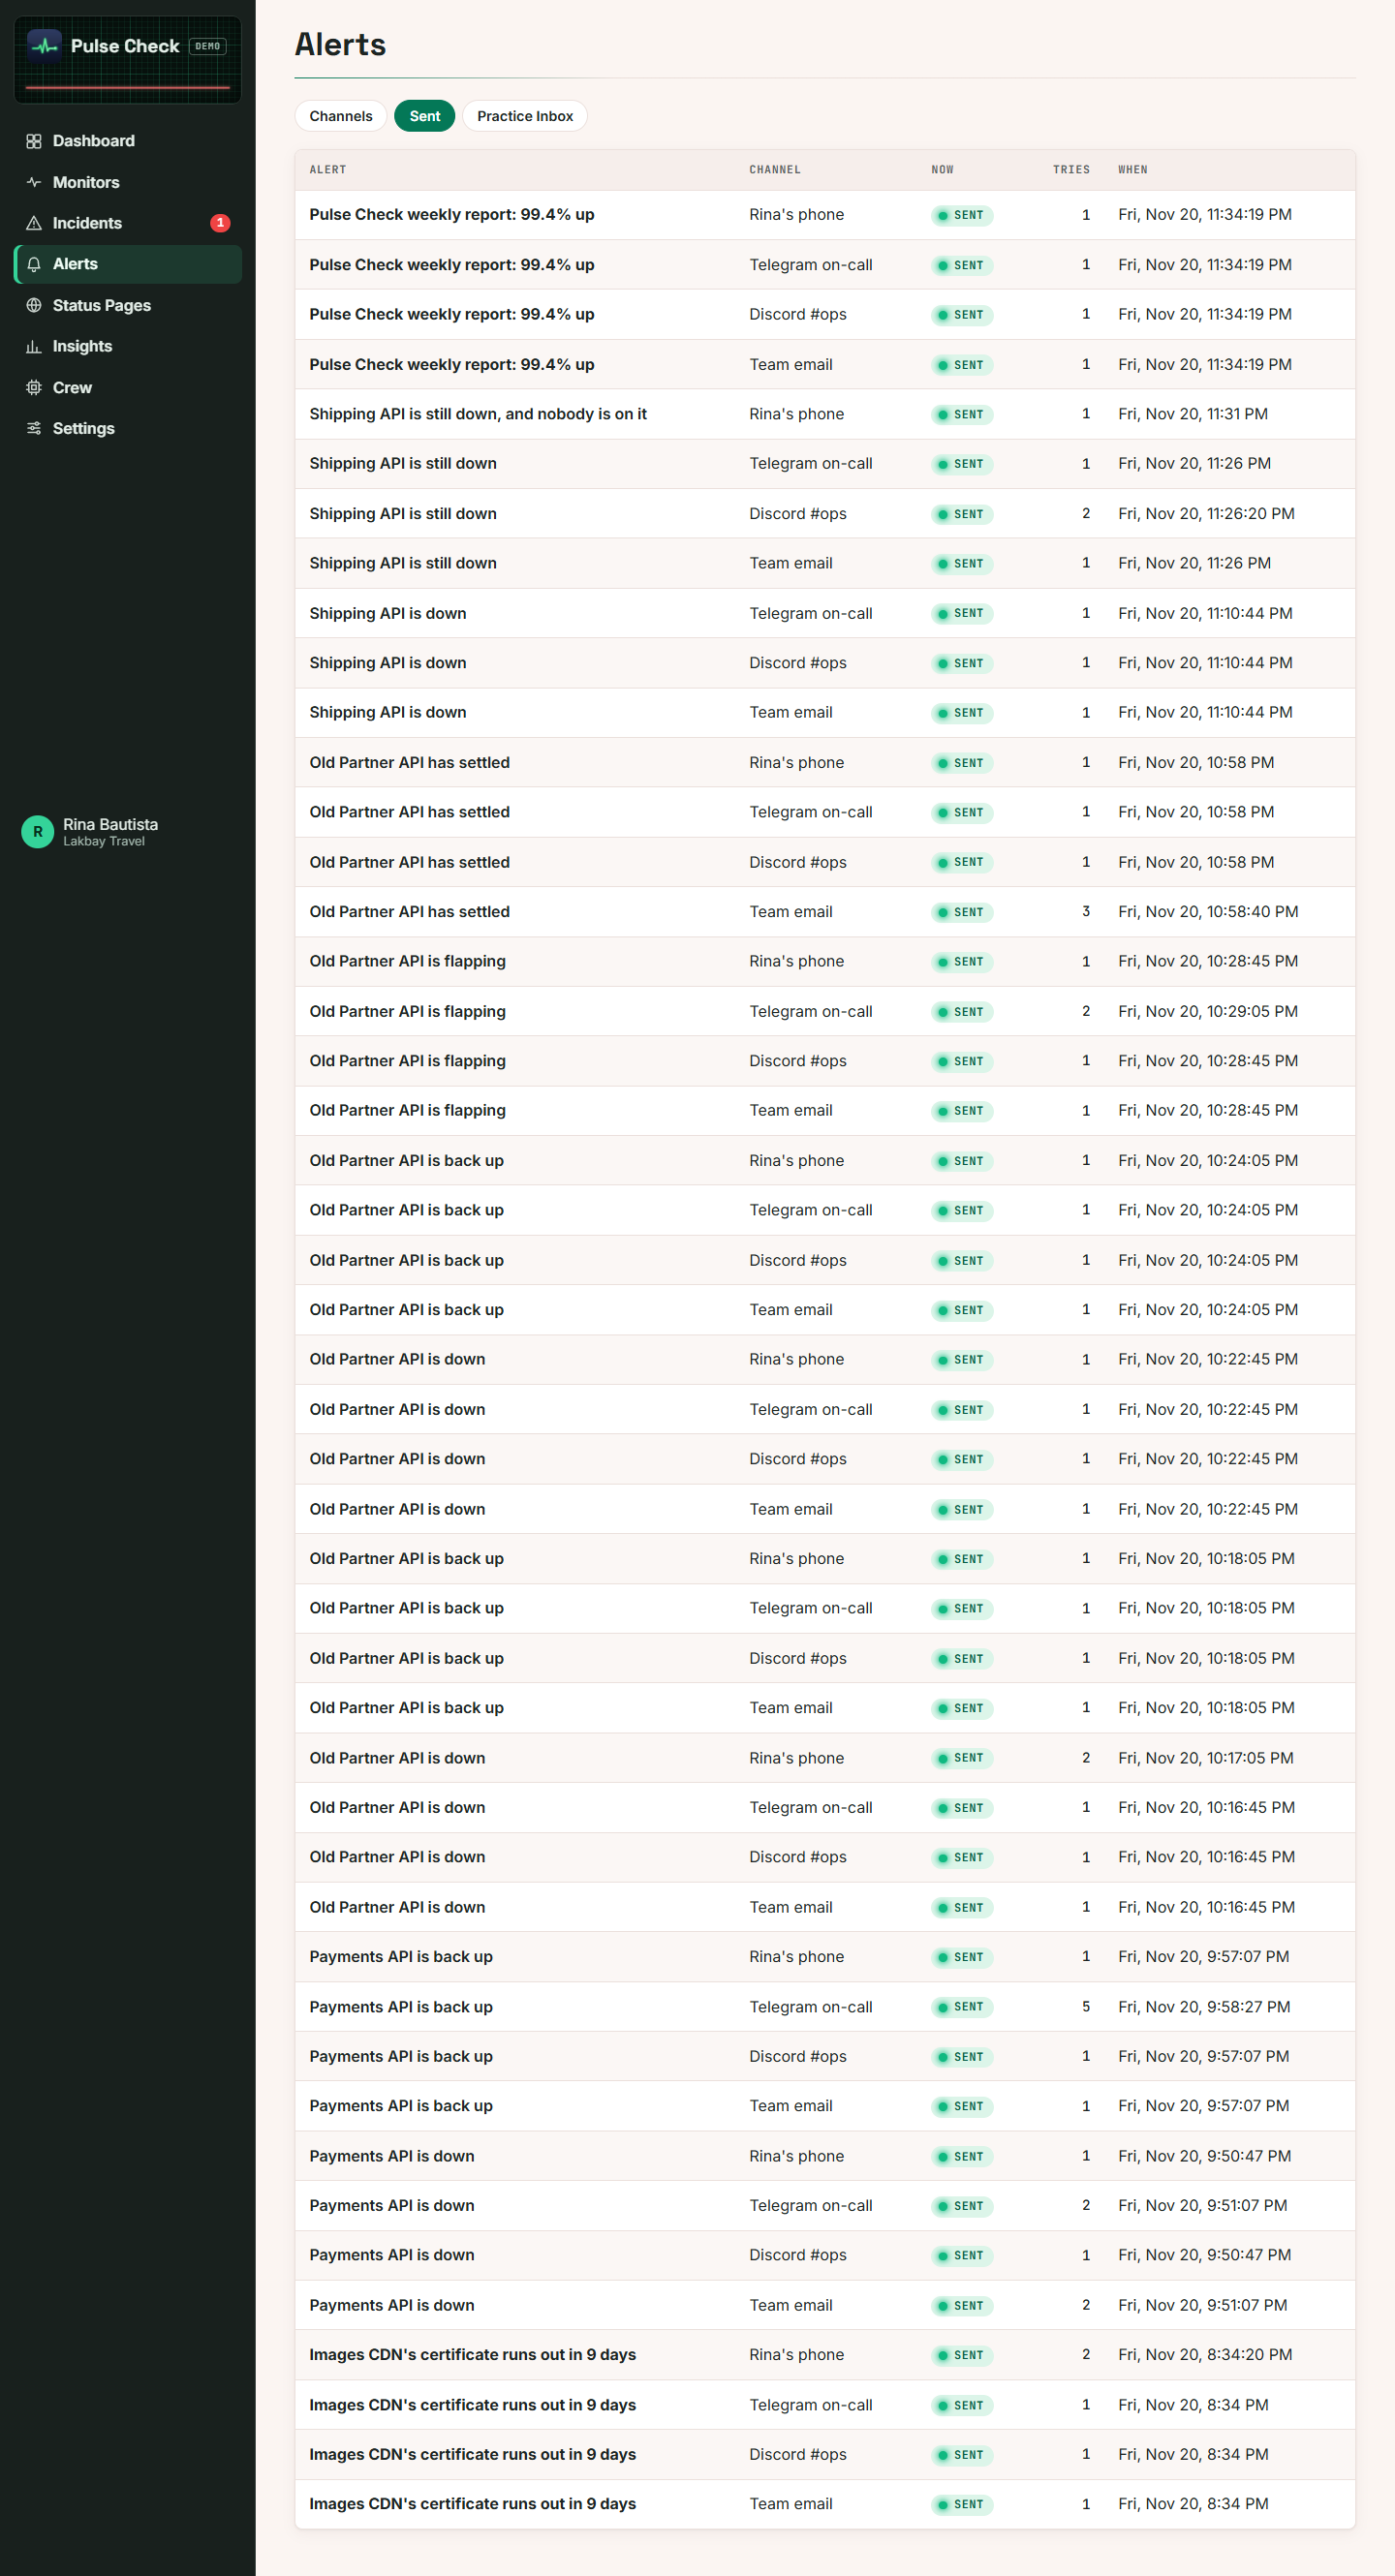 Pulse Check DEMO
Dashboard
Monitors
Incidents 1
Alerts
Status Pages
Insights
Crew
Settings
R Rina Bautista
Lakbay Travel
Alerts
Channels Sent Practice Inbox
ALERT CHANNEL NOW TRIES WHEN
Pulse Check weekly report: 99.4% up Rina's phone SENT 1 Fri, Nov 20, 11:34:19 PM
Pulse Check weekly report: 99.4% up Telegram on-call SENT 1 Fri, Nov 20, 11:34:19 PM
Pulse Check weekly report: 99.4% up Discord #ops SENT 1 Fri, Nov 20, 11:34:19 PM
Pulse Check weekly report: 99.4% up Team email SENT 1 Fri, Nov 20, 11:34:19 PM
Shipping API is still down, and nobody is on it Rina's phone SENT 1 Fri, Nov 20, 11:31 PM
Shipping API is still down Telegram on-call SENT 1 Fri, Nov 20, 11:26 PM
Shipping API is still down Discord #ops SENT 2 Fri, Nov 20, 11:26:20 PM
Shipping API is still down Team email SENT 1 Fri, Nov 20, 11:26 PM
Shipping API is down Telegram on-call SENT 1 Fri, Nov 20, 11:10:44 PM
Shipping API is down Discord #ops SENT 1 Fri, Nov 20, 11:10:44 PM
Shipping API is down Team email SENT 1 Fri, Nov 20, 11:10:44 PM
Old Partner API has settled Rina's phone SENT 1 Fri, Nov 20, 10:58 PM
Old Partner API has settled Telegram on-call SENT 1 Fri, Nov 20, 10:58 PM
Old Partner API has settled Discord #ops SENT 1 Fri, Nov 20, 10:58 PM
Old Partner API has settled Team email SENT 3 Fri, Nov 20, 10:58:40 PM
Old Partner API is flapping Rina's phone SENT 1 Fri, Nov 20, 10:28:45 PM
Old Partner API is flapping Telegram on-call SENT 2 Fri, Nov 20, 10:29:05 PM
Old Partner API is flapping Discord #ops SENT 1 Fri, Nov 20, 10:28:45 PM
Old Partner API is flapping Team email SENT 1 Fri, Nov 20, 10:28:45 PM
Old Partner API is back up Rina's phone SENT 1 Fri, Nov 20, 10:24:05 PM
Old Partner API is back up Telegram on-call SENT 1 Fri, Nov 20, 10:24:05 PM
Old Partner API is back up Discord #ops SENT 1 Fri, Nov 20, 10:24:05 PM
Old Partner API is back up Team email SENT 1 Fri, Nov 20, 10:24:05 PM
Old Partner API is down Rina's phone SENT 1 Fri, Nov 20, 10:22:45 PM
Old Partner API is down Telegram on-call SENT 1 Fri, Nov 20, 10:22:45 PM
Old Partner API is down Discord #ops SENT 1 Fri, Nov 20, 10:22:45 PM
Old Partner API is down Team email SENT 1 Fri, Nov 20, 10:22:45 PM
Old Partner API is back up Rina's phone SENT 1 Fri, Nov 20, 10:18:05 PM
Old Partner API is back up Telegram on-call SENT 1 Fri, Nov 20, 10:18:05 PM
Old Partner API is back up Discord #ops SENT 1 Fri, Nov 20, 10:18:05 PM
Old Partner API is back up Team email SENT 1 Fri, Nov 20, 10:18:05 PM
Old Partner API is down Rina's phone SENT 2 Fri, Nov 20, 10:17:05 PM
Old Partner API is down Telegram on-call SENT 1 Fri, Nov 20, 10:16:45 PM
Old Partner API is down Discord #ops SENT 1 Fri, Nov 20, 10:16:45 PM
Old Partner API is down Team email SENT 1 Fri, Nov 20, 10:16:45 PM
Payments API is back up Rina's phone SENT 1 Fri, Nov 20, 9:57:07 PM
Payments API is back up Telegram on-call SENT 5 Fri, Nov 20, 9:58:27 PM
Payments API is back up Discord #ops SENT 1 Fri, Nov 20, 9:57:07 PM
Payments API is back up Team email SENT 1 Fri, Nov 20, 9:57:07 PM
Payments API is down Rina's phone SENT 1 Fri, Nov 20, 9:50:47 PM
Payments API is down Telegram on-call SENT 2 Fri, Nov 20, 9:51:07 PM
Payments API is down Discord #ops SENT 1 Fri, Nov 20, 9:50:47 PM
Payments API is down Team email SENT 2 Fri, Nov 20, 9:51:07 PM
Images CDN's certificate runs out in 9 days Rina's phone SENT 2 Fri, Nov 20, 8:34:20 PM
Images CDN's certificate runs out in 9 days Telegram on-call SENT 1 Fri, Nov 20, 8:34 PM
Images CDN's certificate runs out in 9 days Discord #ops SENT 1 Fri, Nov 20, 8:34 PM
Images CDN's certificate runs out in 9 days Team email SENT 1 Fri, Nov 20, 8:34 PM